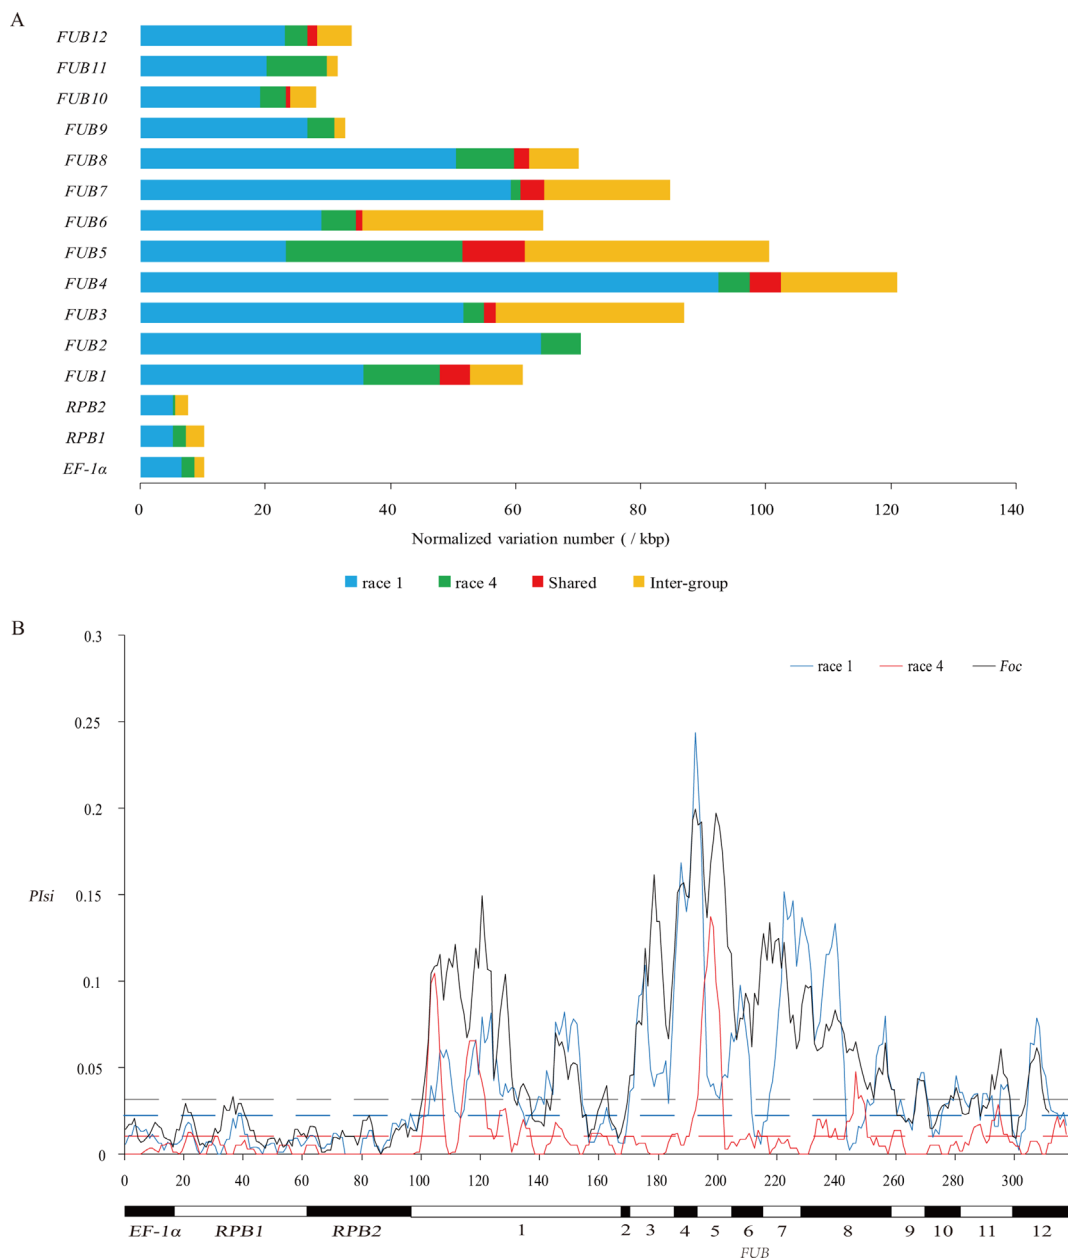 A
FUB12
FUB11
FUB10
FUB9
FUB8
FUB7
FUB6
FUB5
FUB4
FUB3
FUB2
FUB1
RPB2
RPB1
EF-1α
0 20 40 60 80 100 120 140
Normalized variation number ( / kbp)
race 1 race 4 Shared Inter-group
B
0.3
race 1 race 4 Foc
0.25
0.2
PIsi 0.15
0.1
0.05
0
0 20 40 60 80 100 120 140 160 180 200 220 240 260 280 300
EF-1α RPB1 RPB2 1 2 3 4 5 6 7 8 9 10 11 12
FUB